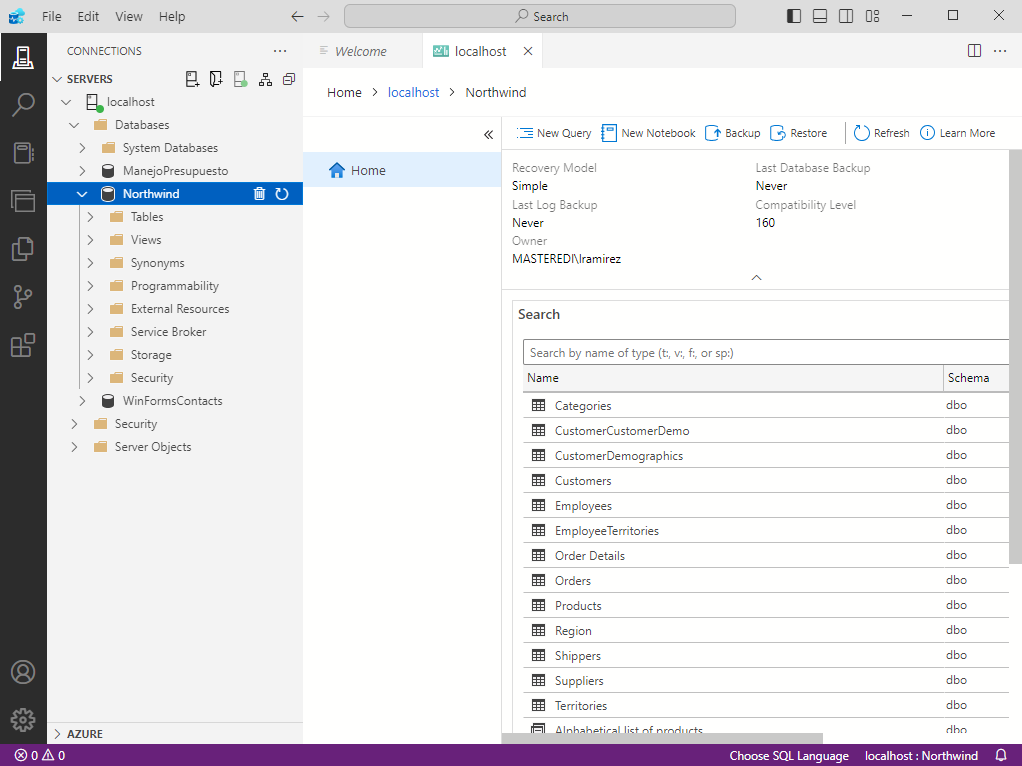 File Edit View Help
Search
CONNECTIONS
SERVERS
localhost
Databases
System Databases
ManejoPresupuesto
Northwind
Tables
Views
Synonyms
Programmability
External Resources
Service Broker
Storage
Security
WinFormsContacts
Security
Server Objects
AZURE
Welcome
localhost
Home > localhost > Northwind
Home
New Query New Notebook Backup Restore Refresh Learn More
Recovery Model
Simple
Last Database Backup
Never
Last Log Backup
Never
Compatibility Level
160
Owner
MASTEREDI\lramirez
Search
Search by name of type (t:, v:, f:, or sp:)
Name Schema
Categories dbo
CustomerCustomerDemo dbo
CustomerDemographics dbo
Customers dbo
Employees dbo
EmployeeTerritories dbo
Order Details dbo
Orders dbo
Products dbo
Region dbo
Shippers dbo
Suppliers dbo
Territories dbo
Alphabetical list of products dbo
0 0
Choose SQL Language localhost : Northwind